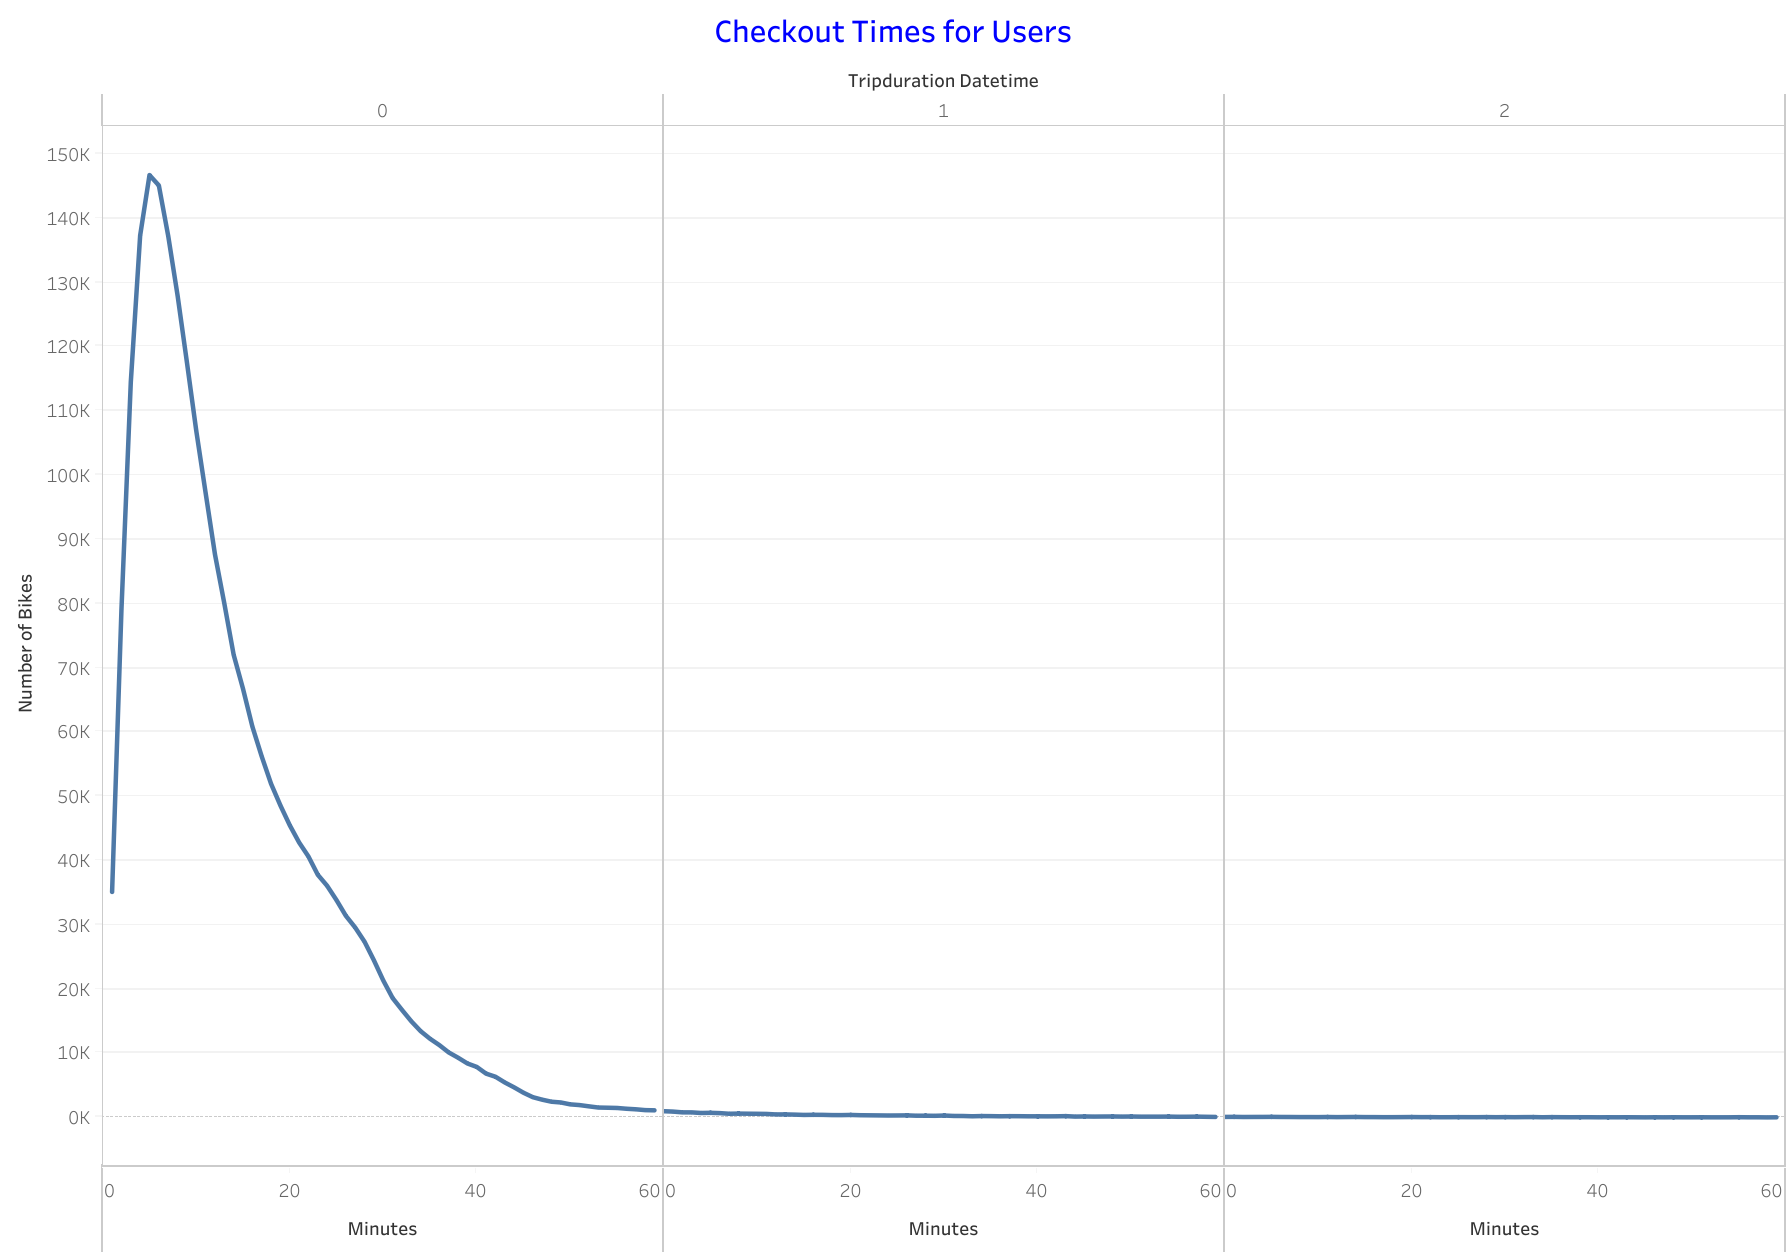 Checkout Times for Users
Tripduration Datetime
0 1 2
150K
140K
130K
120K
110K
100K
90K
80K
70K
60K
50K
40K
30K
20K
10K
0K
Number of Bikes
0 20 40 60 0 20 40 60 0 20 40 60
Minutes Minutes Minutes